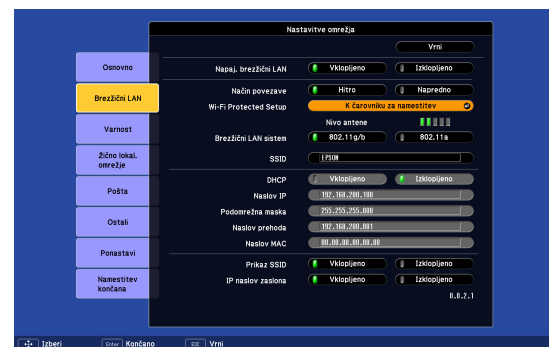 Nastavitve omrežja
Vrni
Osnovno
Brezžični LAN
Varnost
Žično lokal. omrežje
Pošta
Ostali
Ponastavi
Namestitev končana
Napaj. brezžični LAN Vklopljeno Izklopljeno
Način povezave Hitro Napredno
Wi-Fi Protected Setup K čarovniku za namestitev
Nivo antene
Brezžični LAN sistem 802.11g/b 802.11a
SSID EPSON
DHCP Vklopljeno Izklopljeno
Naslov IP 192.168.200.100
Podomrežna maska 255.255.255.000
Naslov prehoda 192.168.200.001
Naslov MAC 00.00.00.00.00.00
Prikaz SSID Vklopljeno Izklopljeno
IP naslov zaslona Vklopljeno Izklopljeno
0.0.2.1
Izberi Enter Končano ESC Vrni